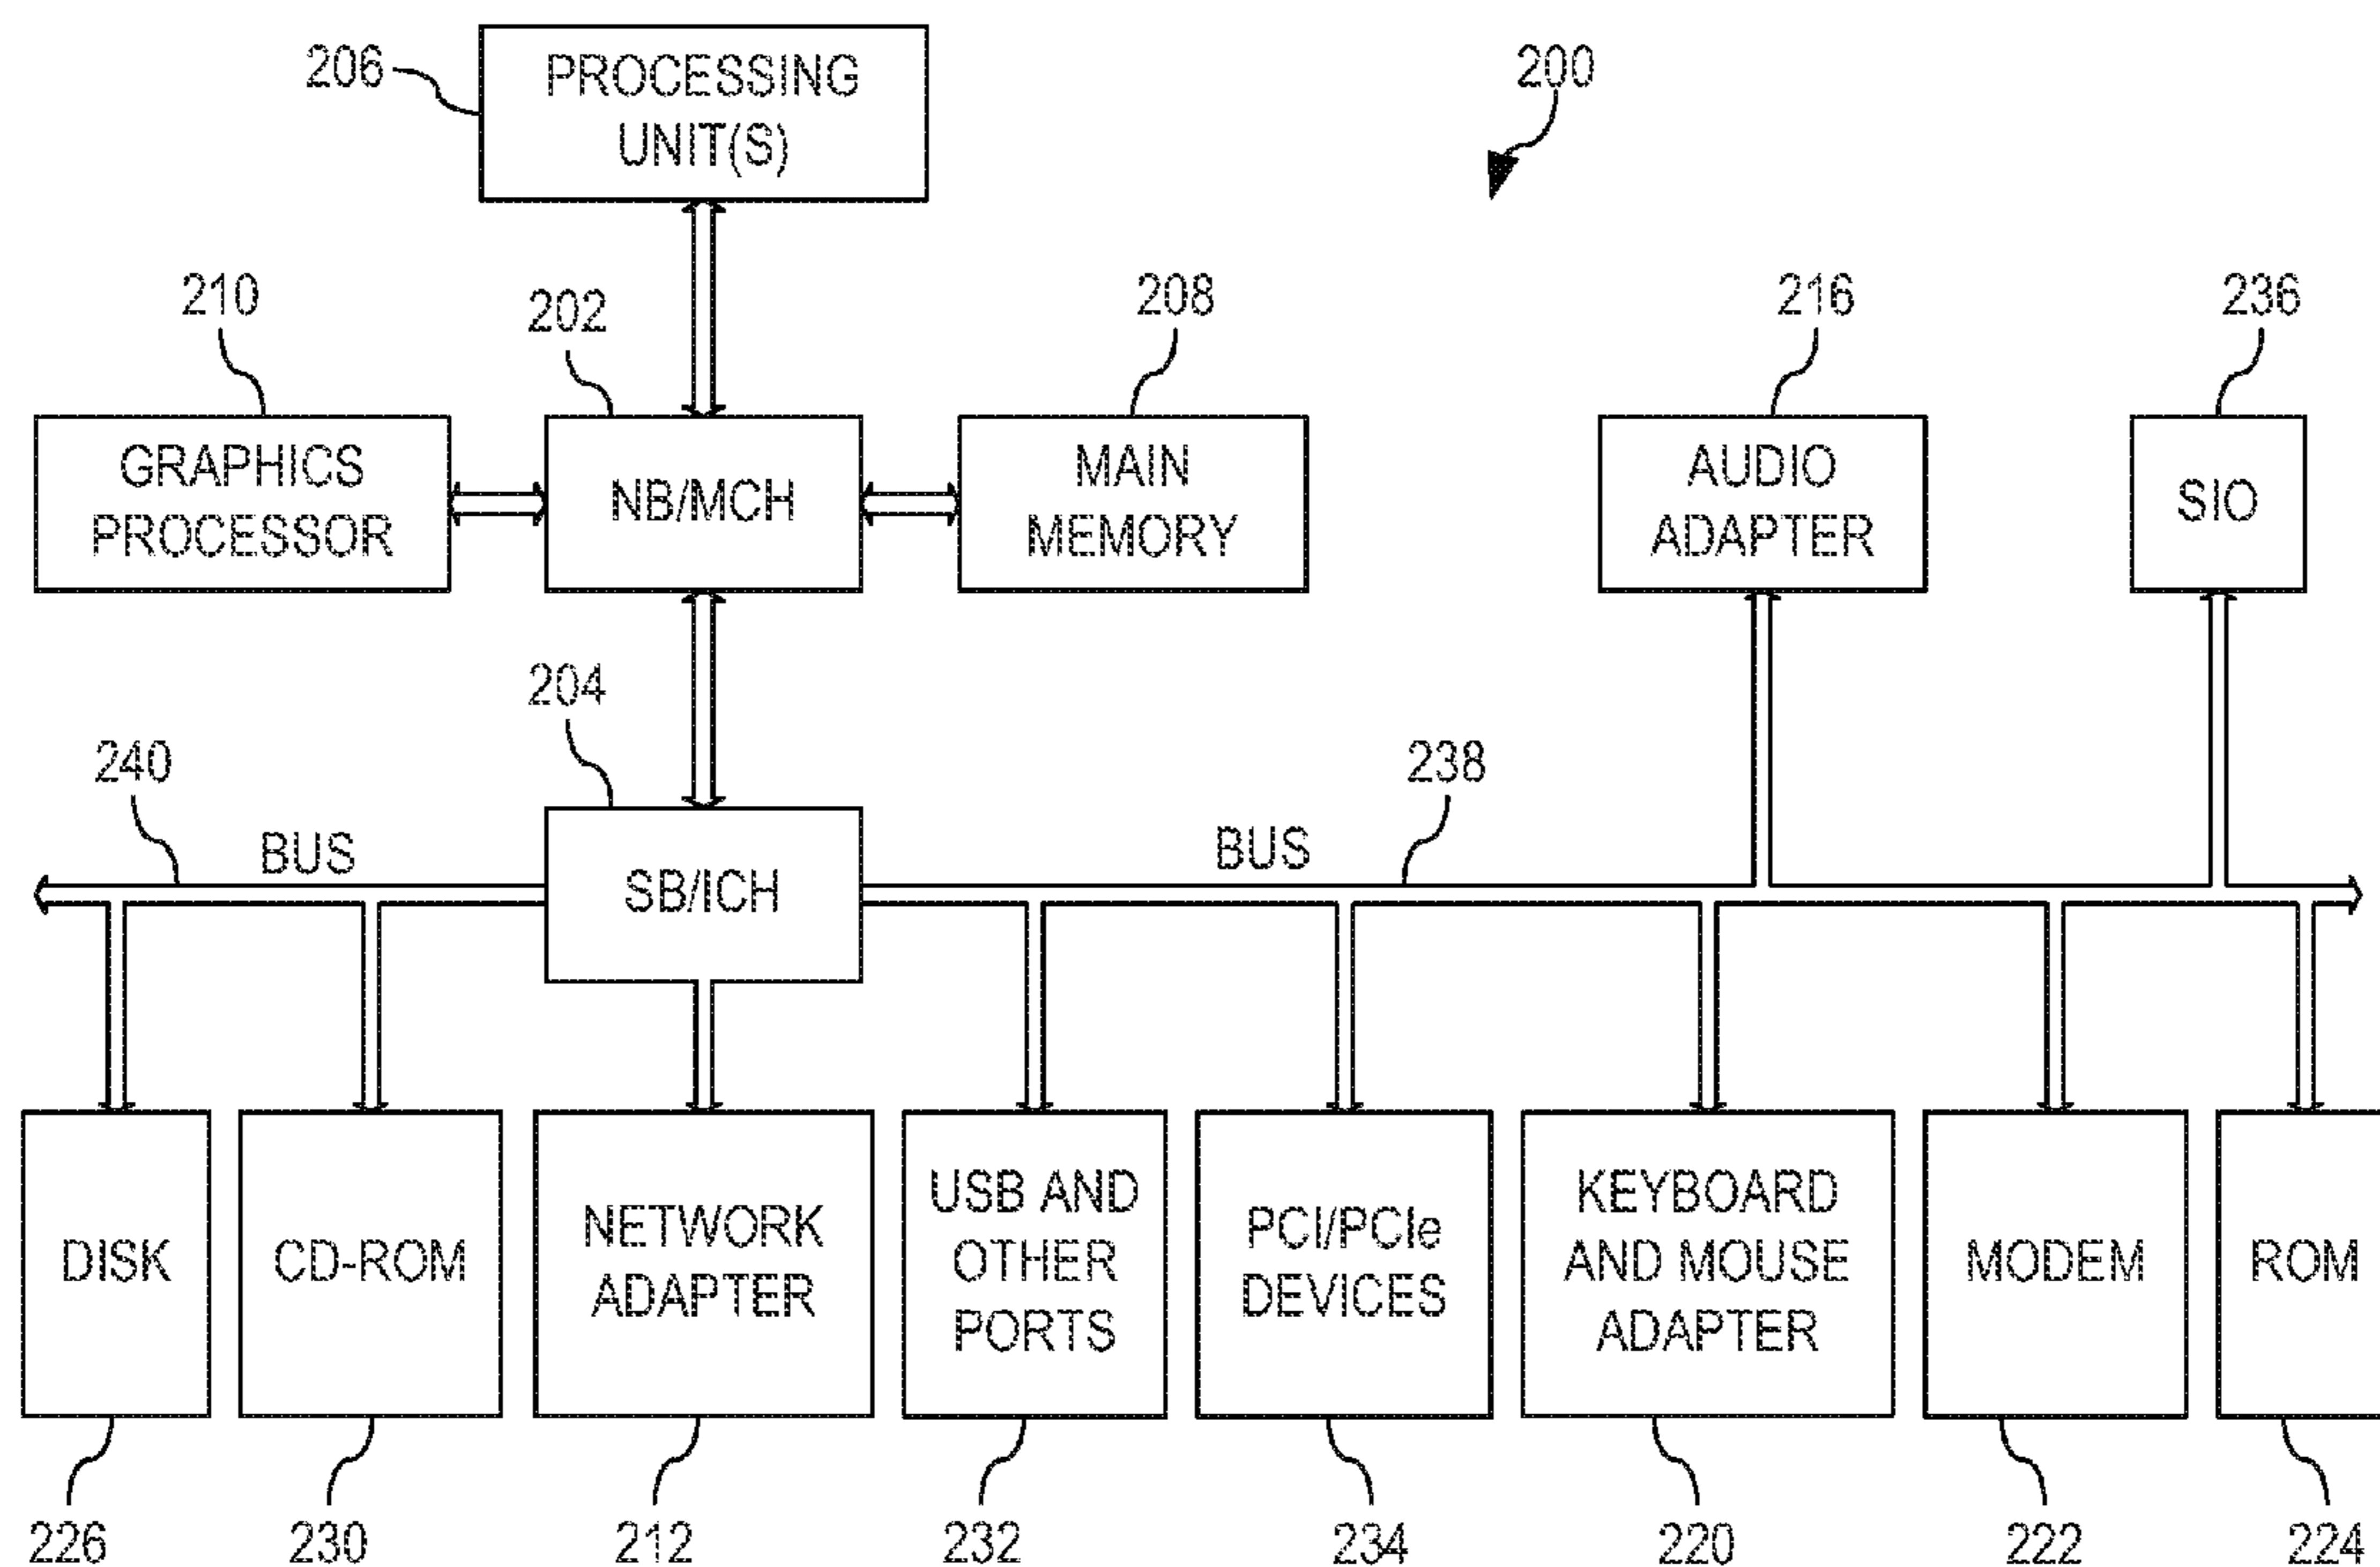 206
PROCESSING
UNIT(S)
200
210
202
208
216
236
GRAPHICS
PROCESSOR
NB/MCH
MAIN
MEMORY
AUDIO
ADAPTER
SIO
204
240
238
BUS
BUS
SB/ICH
DISK
CD-ROM
NETWORK
ADAPTER
USB AND
OTHER
PORTS
PCI/PCIe
DEVICES
KEYBOARD
AND MOUSE
ADAPTER
MODEM
ROM
226
230
212
232
234
220
222
224